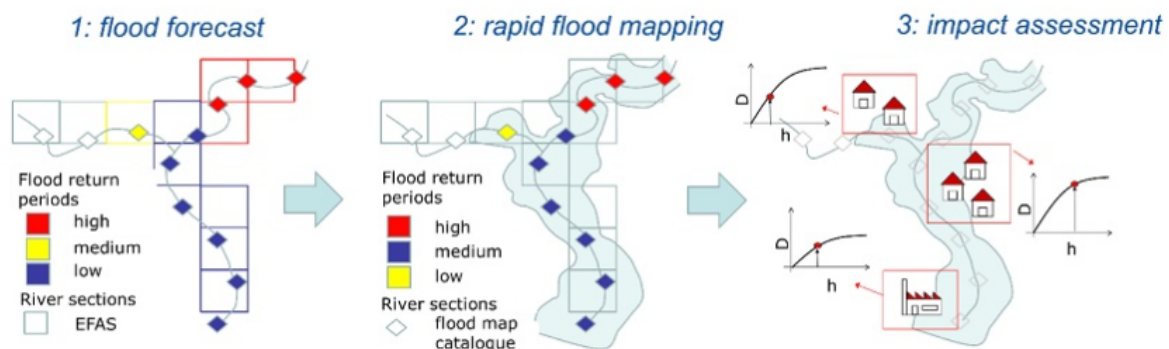 1: flood forecast
2: rapid flood mapping
3: impact assessment
Flood return
periods
high
medium
low
River sections
EFAS
Flood return
periods
high
medium
low
River sections
flood map
catalogue
D
h
D
h
D
h